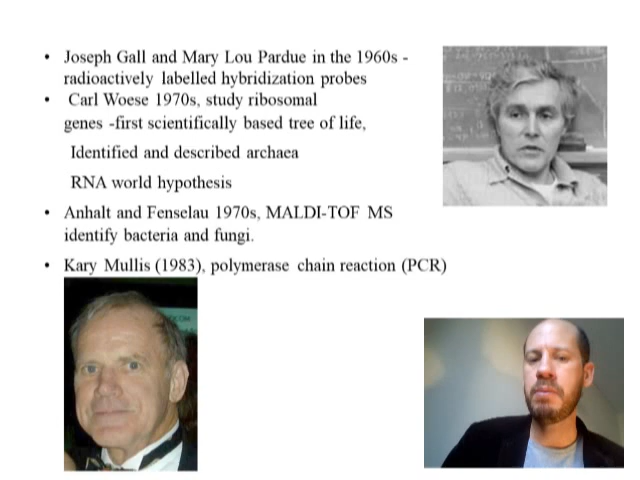 • Joseph Gall and Mary Lou Pardue in the 1960s -
radioactively labelled hybridization probes
• Carl Woese 1970s, study ribosomal
genes -first scientifically based tree of life,
Identified and described archaea
RNA world hypothesis
• Anhalt and Fenselau 1970s, MALDI-TOF MS
identify bacteria and fungi.
• Kary Mullis (1983), polymerase chain reaction (PCR)